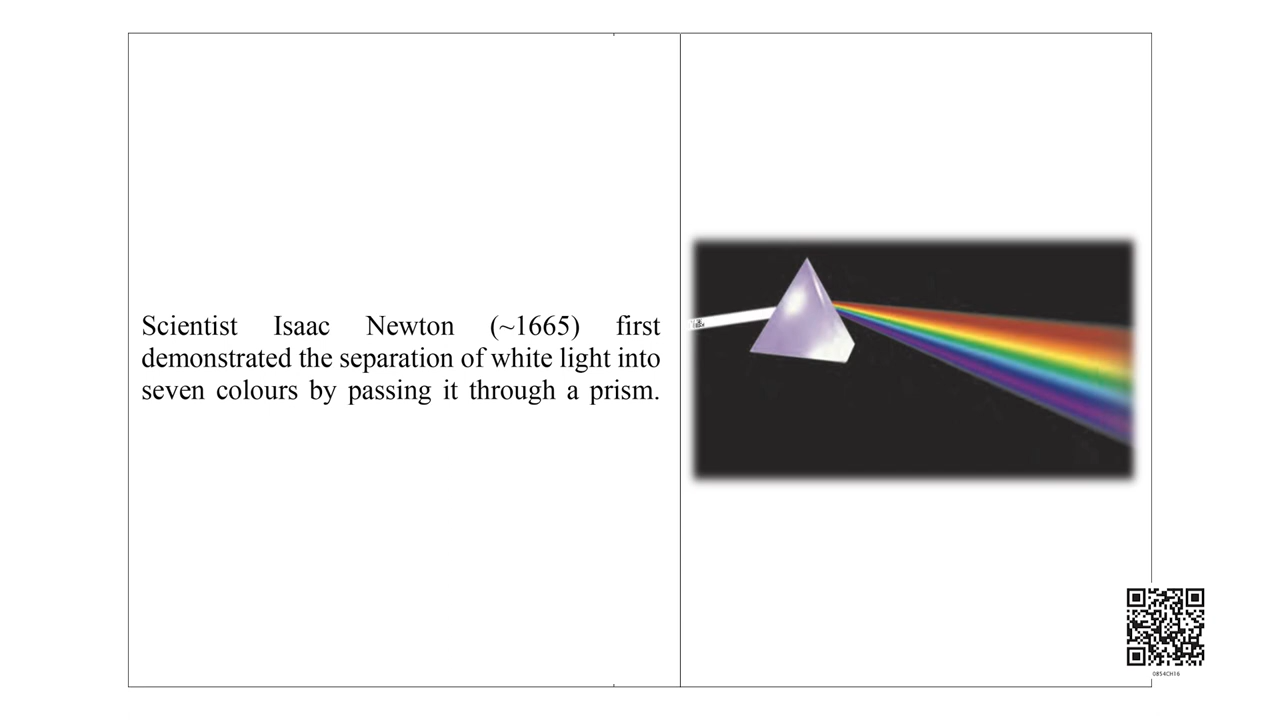 Scientist Isaac Newton (~1665) first
demonstrated the separation of white light into
seven colours by passing it through a prism.
0854CH16